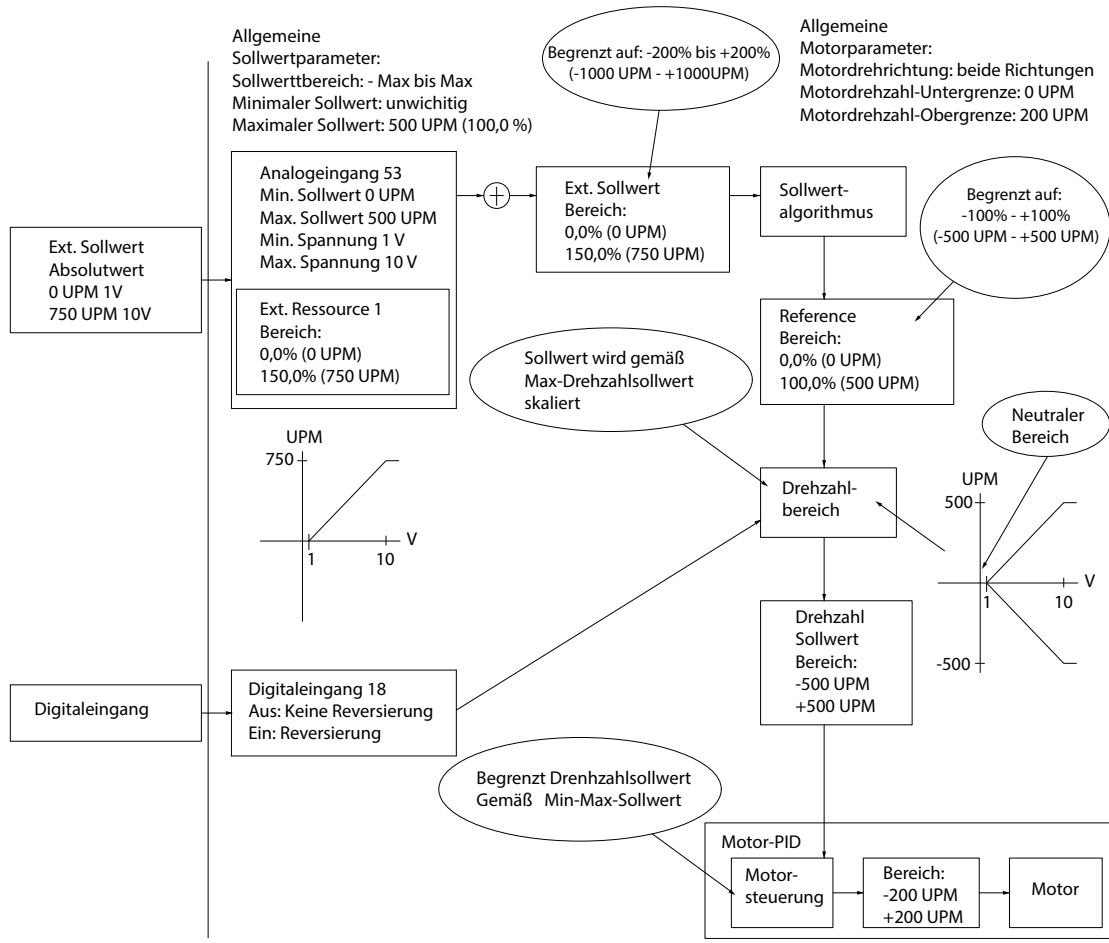 Allgemeine
Sollwertparameter:
Sollwerttbereich: - Max bis Max
Minimaler Sollwert: unwichitig
Maximaler Sollwert: 500 UPM (100,0 %)
Begrenzt auf: -200% bis +200%
(-1000 UPM - +1000UPM)
Allgemeine
Motorparameter:
Motordrehrichtung: beide Richtungen
Motordrehzahl-Untergrenze: 0 UPM
Motordrehzahl-Obergrenze: 200 UPM
Ext. Sollwert
Absolutwert
0 UPM 1V
750 UPM 10V
Analogeingang 53
Min. Sollwert 0 UPM
Max. Sollwert 500 UPM
Min. Spannung 1 V
Max. Spannung 10 V
Ext. Ressource 1
Bereich:
0,0% (0 UPM)
150,0% (750 UPM)
Ext. Sollwert
Bereich:
0,0% (0 UPM)
150,0% (750 UPM)
Sollwert-
algorithmus
Begrenzt auf:
-100% - +100%
(-500 UPM - +500 UPM)
Reference
Bereich:
0,0% (0 UPM)
100,0% (500 UPM)
Sollwert wird gemäß
Max-Drehzahlsollwert
skaliert
Neutraler
Bereich
UPM
750
1
10
V
Drehzahl-
bereich
UPM
500
1
10
V
-500
Drehzahl
Sollwert
Bereich:
-500 UPM
+500 UPM
Digitaleingang
Digitaleingang 18
Aus: Keine Reversierung
Ein: Reversierung
Begrenzt Drenhzahlsollwert
Gemäß Min-Max-Sollwert
Motor-PID
Motor-
steuerung
Bereich:
-200 UPM
+200 UPM
Motor